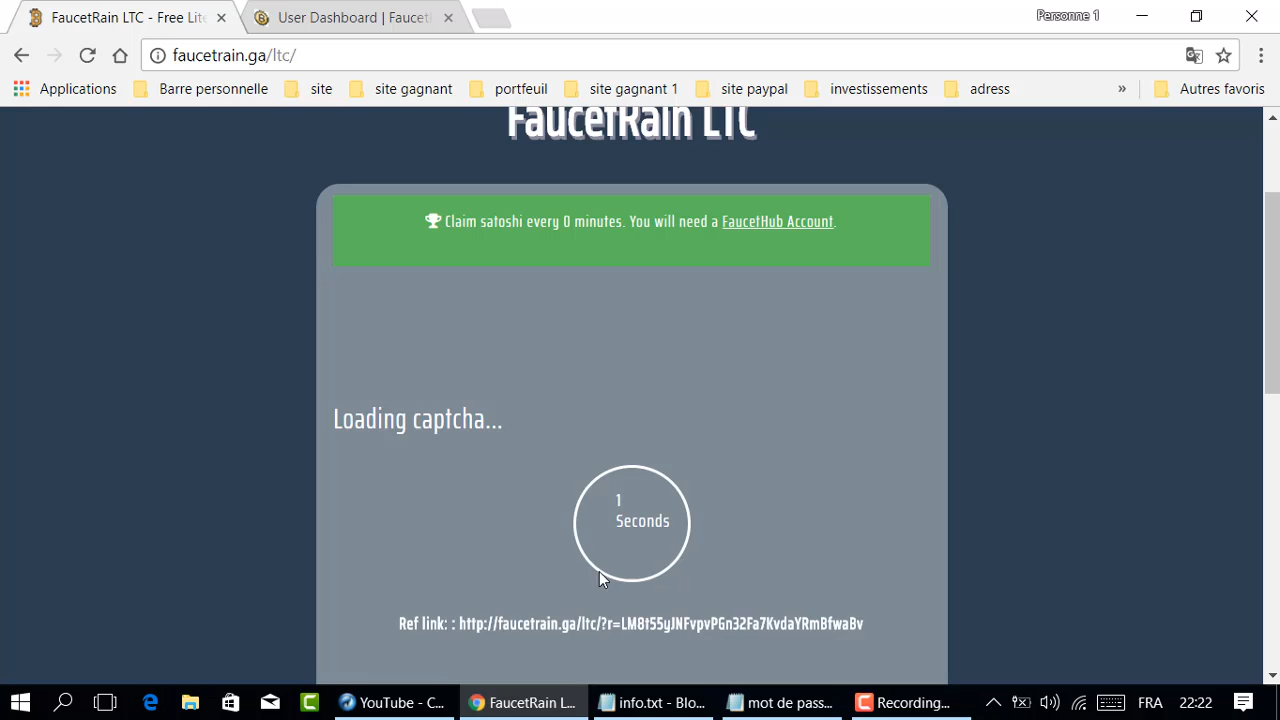 FaucetRain LTC - Free Lite
User Dashboard | Faucet
Personne 1
faucetrain.ga/ltc/
Applications
Barre personnelle
site
site gagnant
portfeuil
site gagnant 1
site paypal
investissements
adress
»
Autres favoris
FaucetRain LTC
Claim satoshi every 0 minutes. You will need a FaucetHub Account.
Loading captcha...
1
Seconds
Ref link: : http://faucetrain.ga/ltc/?r=LM8t55yJNFvpvPGn32Fa7KvdaYRmBfwaBv
YouTube - C...
FaucetRain L...
info.txt - Blo...
mot de pass...
Recording...
FRA
22:22